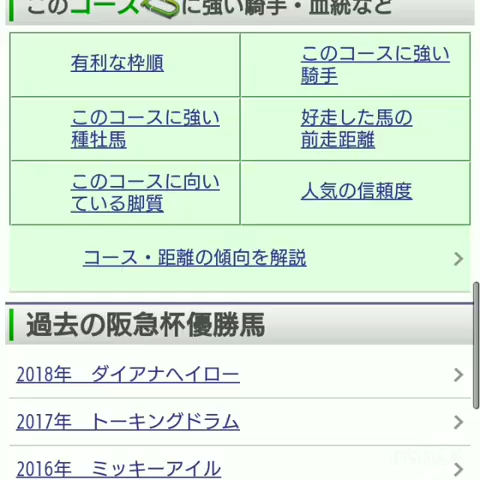 このコースに強い騎手・血統など
有利な枠順
このコースに強い
騎手
このコースに強い
種牡馬
好走した馬の
前走距離
このコースに向い
ている脚質
人気の信頼度
コース・距離の傾向を解説
過去の阪急杯優勝馬
2018年　ダイアナヘイロー
2017年　トーキングドラム
2016年　ミッキーアイル